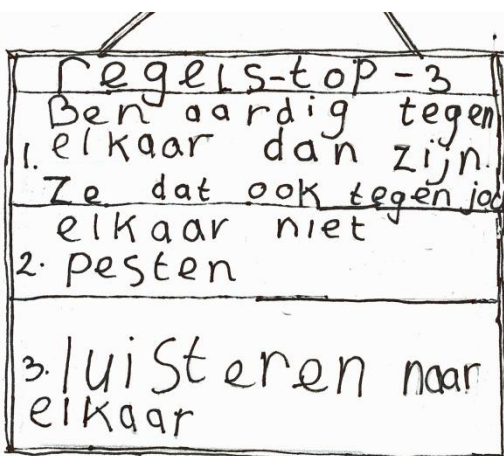 regels-top-3
Ben aardig tegen
1. elkaar dan zijn.
Ze dat ook tegen jou
elkaar niet
2. pesten
3. luisteren naar
elkaar